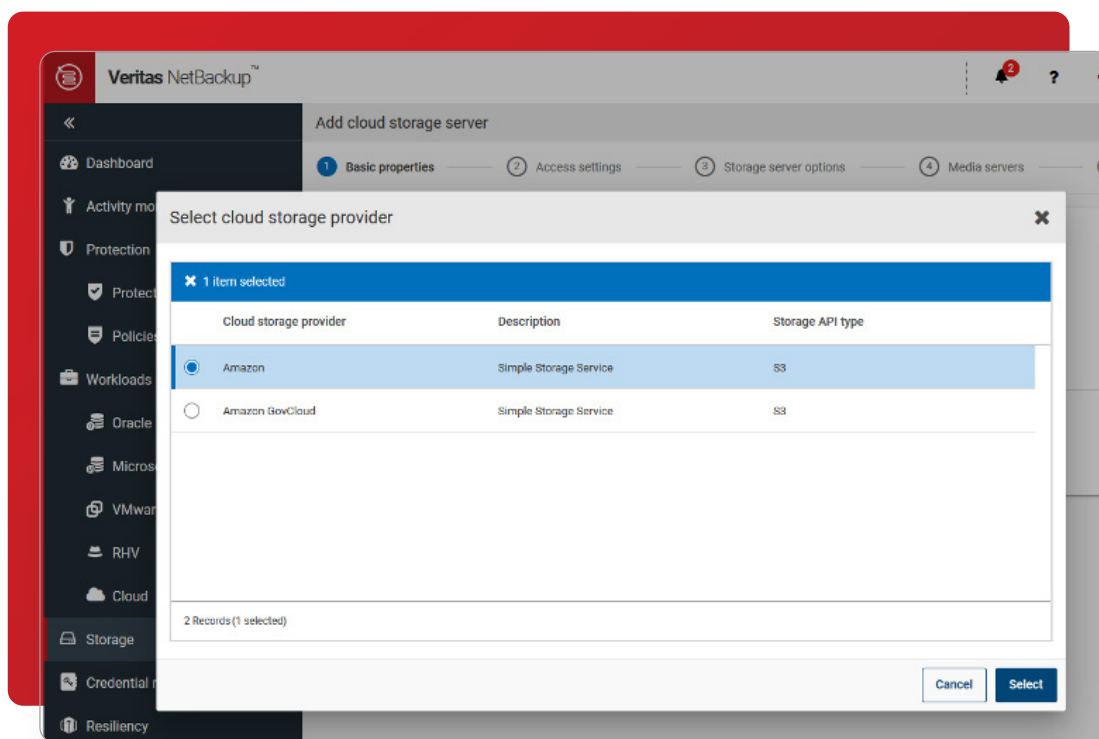 Veritas NetBackup™
2
?
Add cloud storage server
Dashboard
1 Basic properties
2 Access settings
3 Storage server options
4 Media servers
Activity mo
Select cloud storage provider
Protection
1 item selected
Protect
Cloud storage provider Description Storage API type
Policies
Amazon Simple Storage Service S3
Workloads
Amazon GovCloud Simple Storage Service S3
Oracle
Microso
VMwar
RHV
Cloud
2 Records (1 selected)
Storage
Credential
Cancel
Select
Resiliency